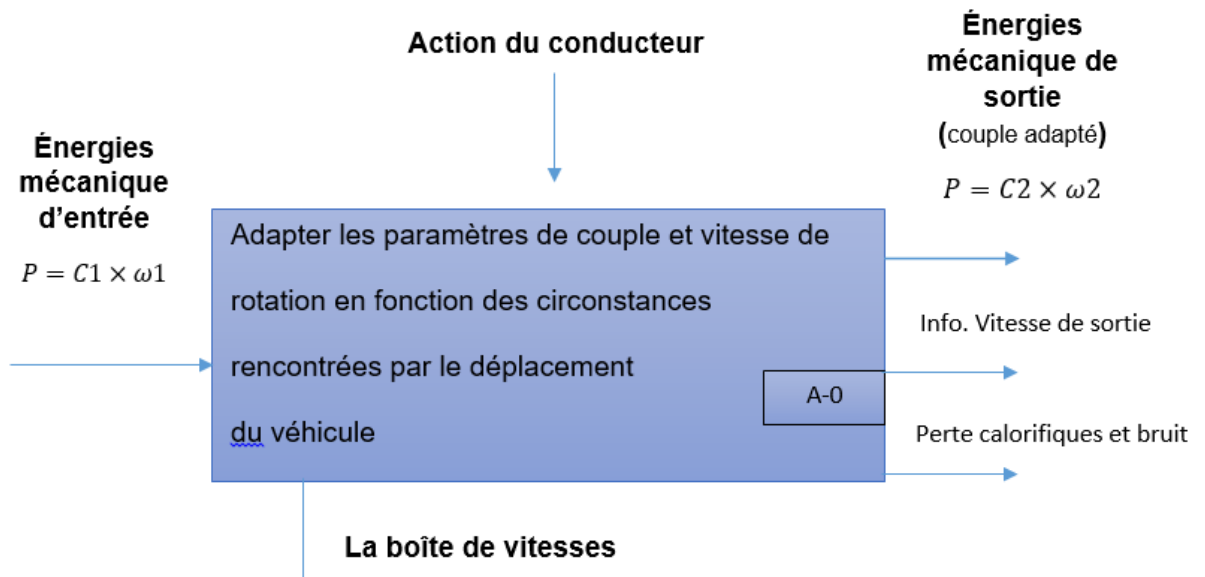 Action du conducteur
Énergies
mécanique de
sortie
(couple adapté)
𝑃 = 𝐶2 × 𝜔2
Énergies
mécanique
d'entrée
𝑃 = 𝐶1 × 𝜔1
Adapter les paramètres de couple et vitesse de
rotation en fonction des circonstances
rencontrées par le déplacement
du véhicule
A-0
Info. Vitesse de sortie
Perte calorifiques et bruit
La boîte de vitesses